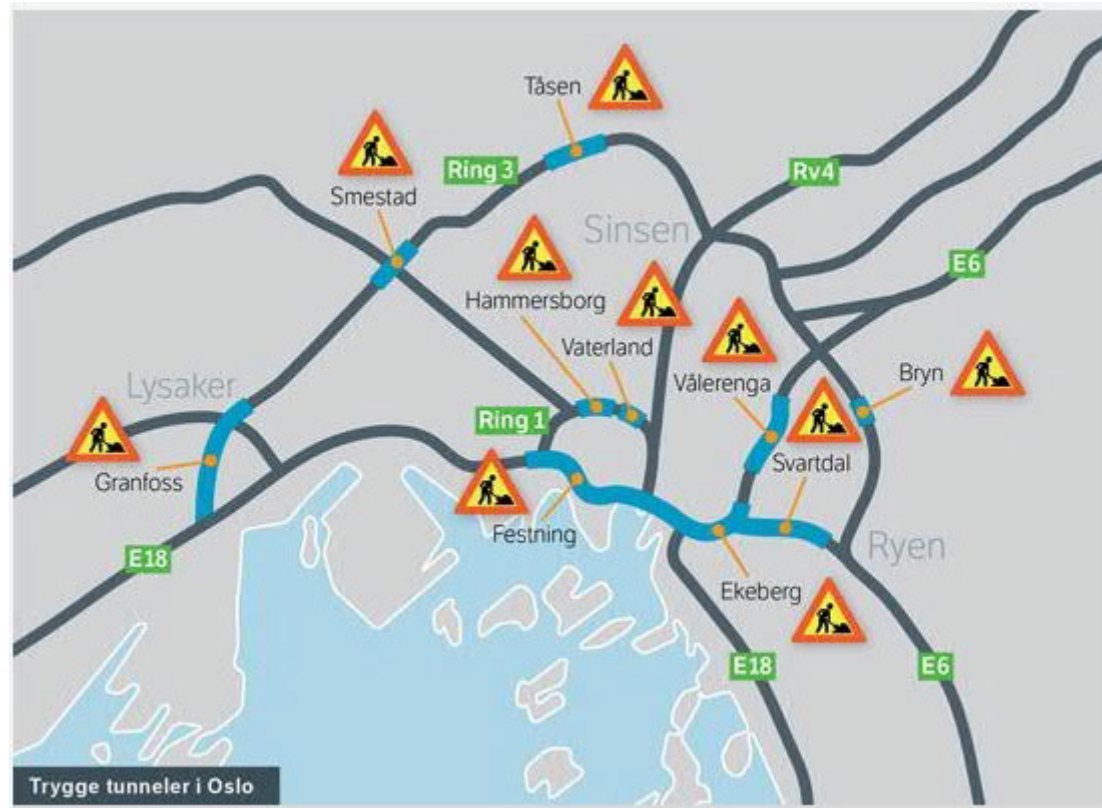 Tåsen
Ring 3
Rv4
Smestad
Sinsen
E6
Hammersborg
Vaterland
Vålerenga
Bryn
Lysaker
Ring 1
Svartdal
Granfoss
Festning
Ryen
E18
Ekeberg
E18
E6
Trygge tunneler i Oslo